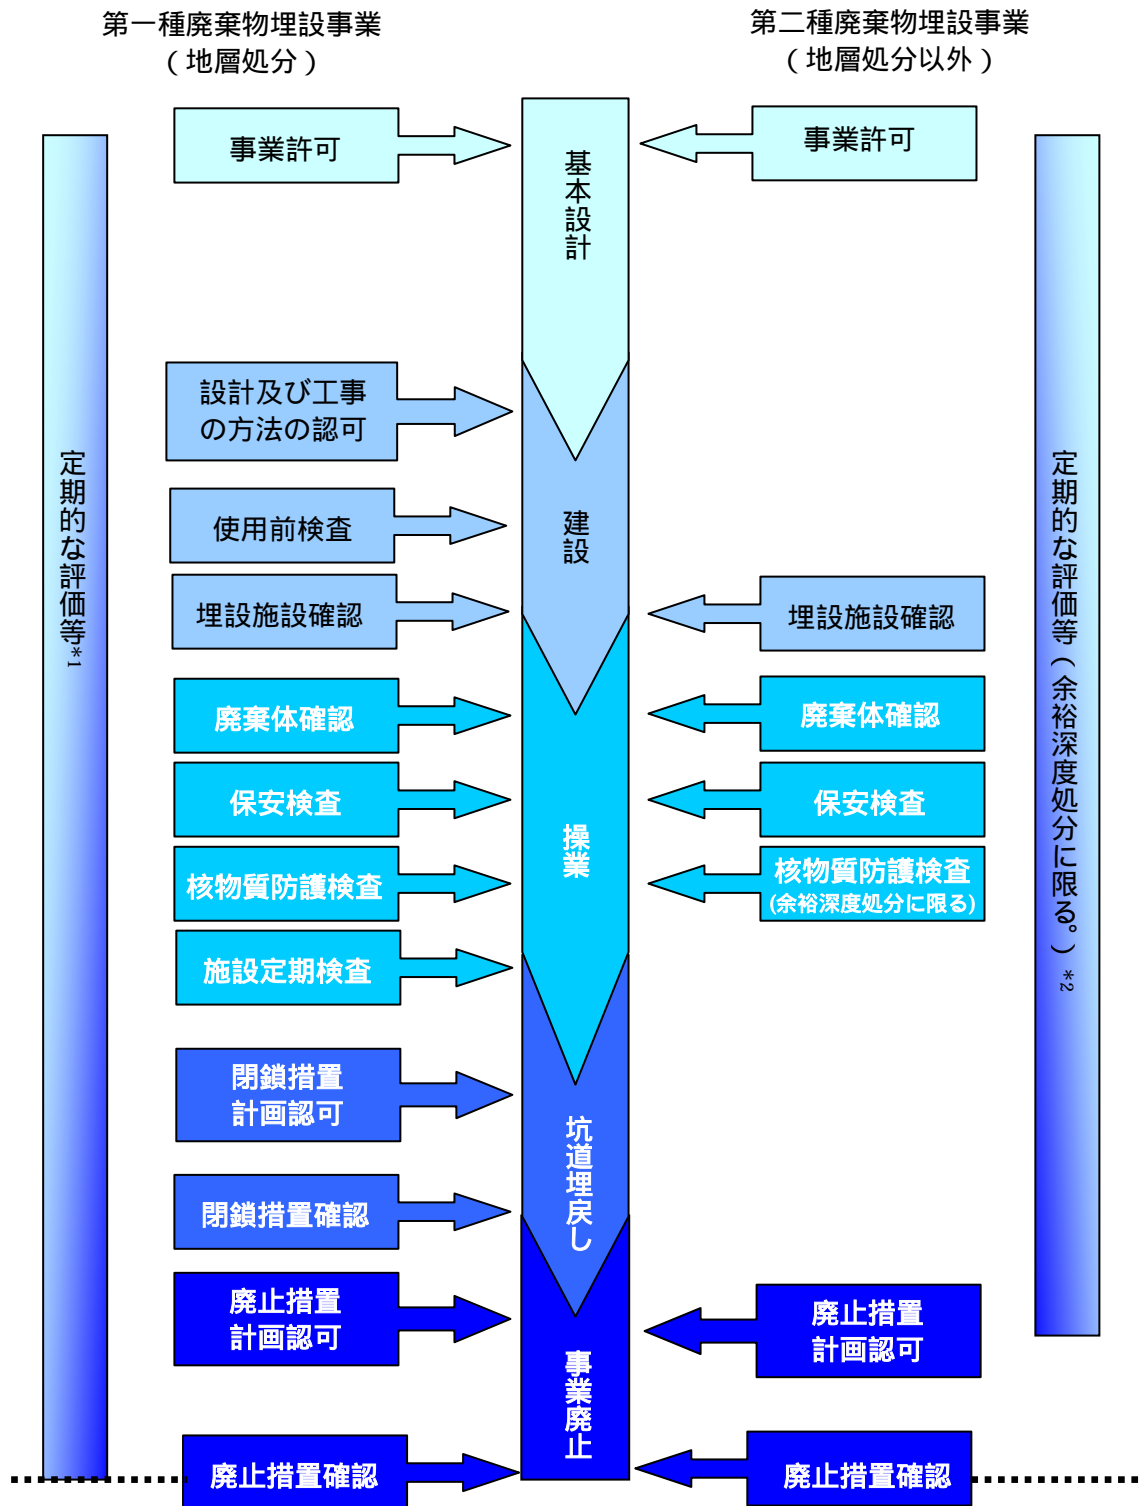 第一種廃棄物埋設事業
（地層処分）
第二種廃棄物埋設事業
（地層処分以外）
事業許可
基本設計
事業許可
設計及び工事
の方法の認可
使用前検査
建設
埋設施設確認
埋設施設確認
廃棄体確認
廃棄体確認
保安検査
保安検査
操業
核物質防護検査
核物質防護検査
(余裕深度処分に限る)
施設定期検査
閉鎖措置
計画認可
坑道埋戻し
閉鎖措置確認
廃止措置
計画認可
廃止措置
計画認可
事業廃止
廃止措置確認
廃止措置確認
定期的な評価等*1
定期的な評価等（余裕深度処分に限る。）*2